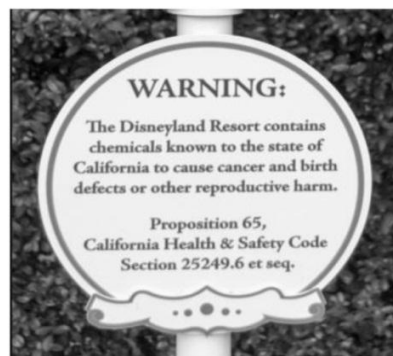 WARNING:
The Disneyland Resort contains
chemicals known to the state of
California to cause cancer and birth
defects or other reproductive harm.
Proposition 65,
California Health & Safety Code
Section 25249.6 et seq.